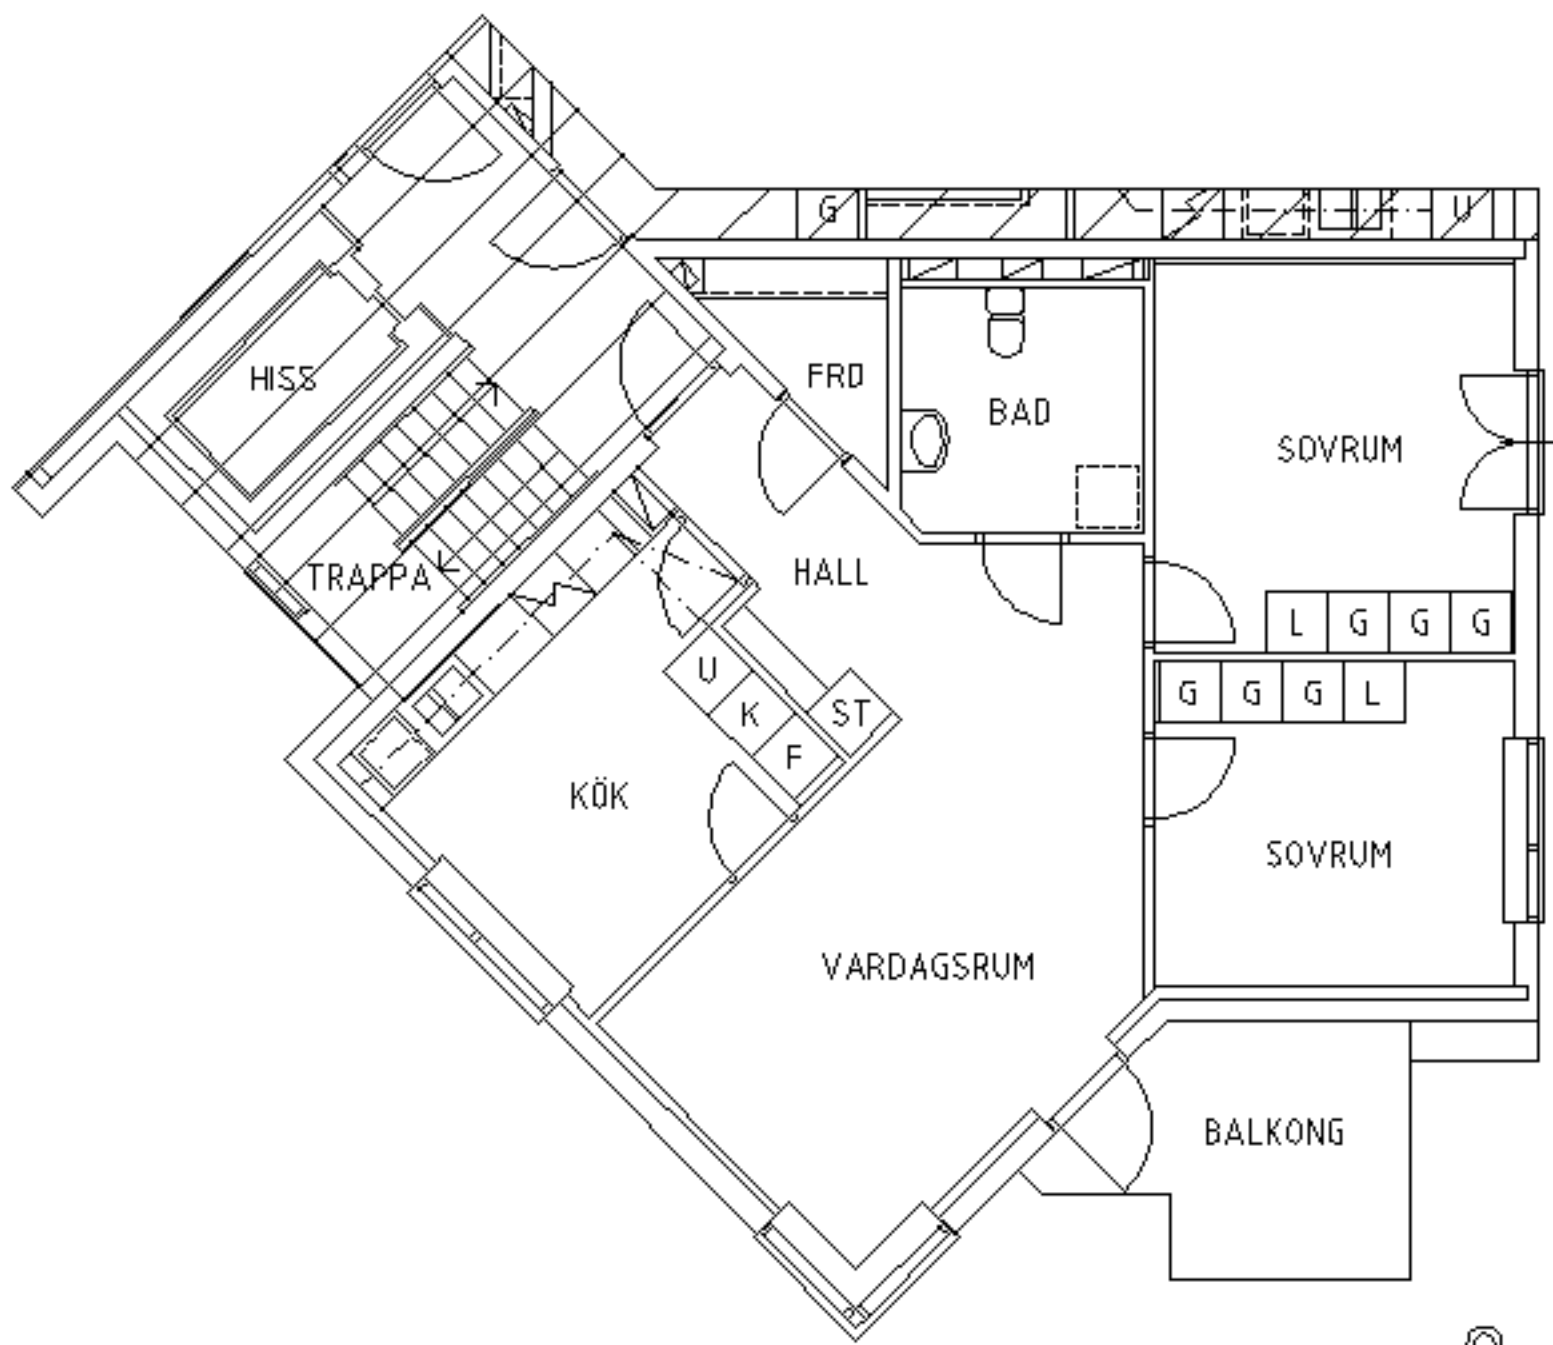 G
U
HISS
FRD
BAD
SOVRUM
TRAPPA
HALL
L G G G
U
K
F
ST
G G G L
KÖK
SOVRUM
VARDAGSRUM
BALKONG